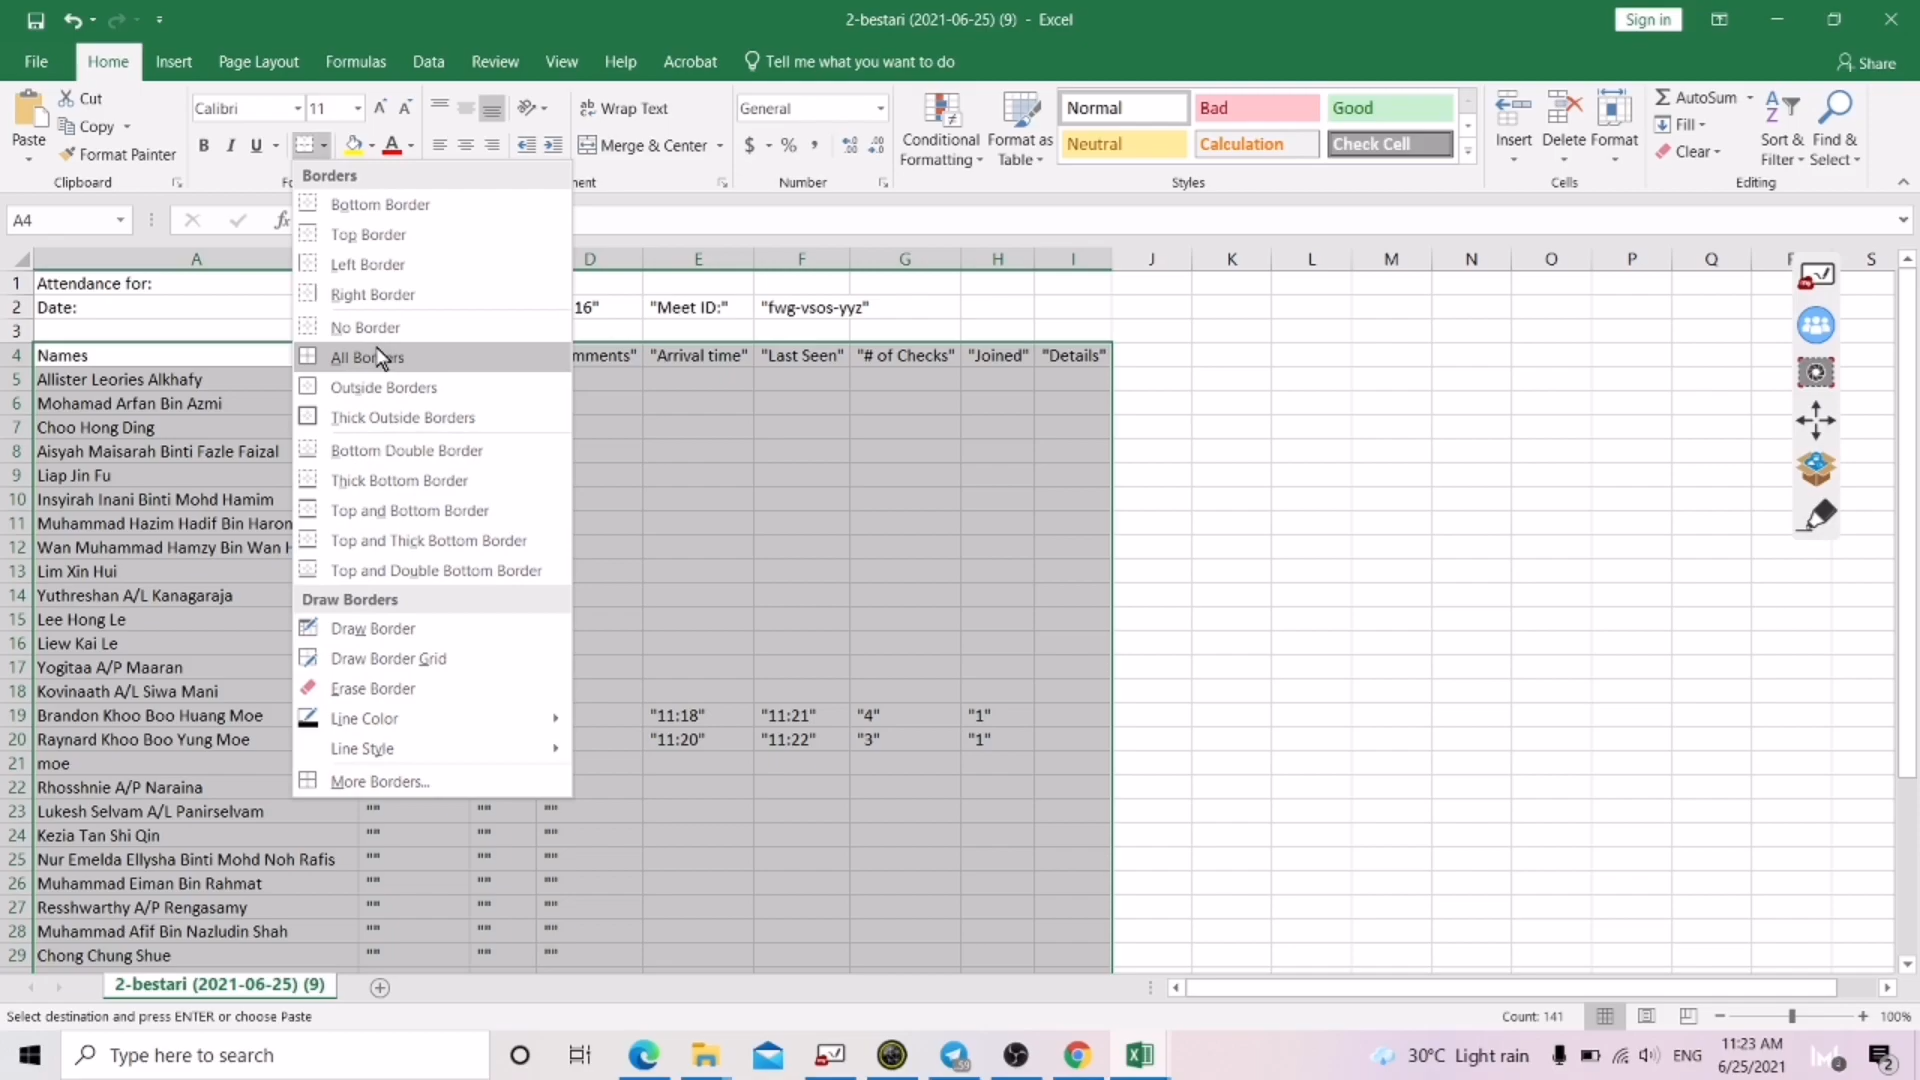 2-bestari (2021-06-25) (9) - Excel
Sign in
File Home Insert Page Layout Formulas Data Review View Help Acrobat Tell me what you want to do Share
Paste Cut Copy Format Painter Clipboard
Calibri 11
B I U A
Wrap Text
Merge & Center
General
$ % ,
Number
Conditional Formatting
Format as Table
Normal Bad Good
Neutral Calculation Check Cell
Styles
Insert Delete Format
Cells
AutoSum
Fill
Clear
Sort & Filter
Find & Select
Editing
A4 fx
Borders
Bottom Border
Top Border
Left Border
Right Border
No Border
All Borders
Outside Borders
Thick Outside Borders
Bottom Double Border
Thick Bottom Border
Top and Bottom Border
Top and Thick Bottom Border
Top and Double Bottom Border
Draw Borders
Draw Border
Draw Border Grid
Erase Border
Line Color
Line Style
More Borders...
A D E F G H I J K L M N O P Q S
1 Attendance for:
2 Date: 16" "Meet ID:" "fwg-vsos-yyz"
3
4 Names mments" "Arrival time" "Last Seen" "# of Checks" "Joined" "Details"
5 Allister Leories Alkhafy
6 Mohamad Arfan Bin Azmi
7 Choo Hong Ding
8 Aisyah Maisarah Binti Fazle Faizal
9 Liap Jin Fu
10 Insyirah Inani Binti Mohd Hamim
11 Muhammad Hazim Hadif Bin Haron
12 Wan Muhammad Hamzy Bin Wan H
13 Lim Xin Hui
14 Yuthreshan A/L Kanagaraja
15 Lee Hong Le
16 Liew Kai Le
17 Yogitaa A/P Maaran
18 Kovinaath A/L Siwa Mani
19 Brandon Khoo Boo Huang Moe "11:18" "11:21" "4" "1"
20 Raynard Khoo Boo Yung Moe "11:20" "11:22" "3" "1"
21 moe
22 Rhosshnie A/P Naraina
23 Lukesh Selvam A/L Panirselvam "" "" ""
24 Kezia Tan Shi Qin "" "" ""
25 Nur Emelda Ellysha Binti Mohd Noh Rafis "" "" ""
26 Muhammad Eiman Bin Rahmat "" "" ""
27 Resshwarthy A/P Rengasamy "" "" ""
28 Muhammad Afif Bin Nazludin Shah "" "" ""
29 Chong Chung Shue "" "" ""
2-bestari (2021-06-25) (9)
Select destination and press ENTER or choose Paste Count: 141 100%
Type here to search 30°C Light rain ENG 11:23 AM
6/25/2021